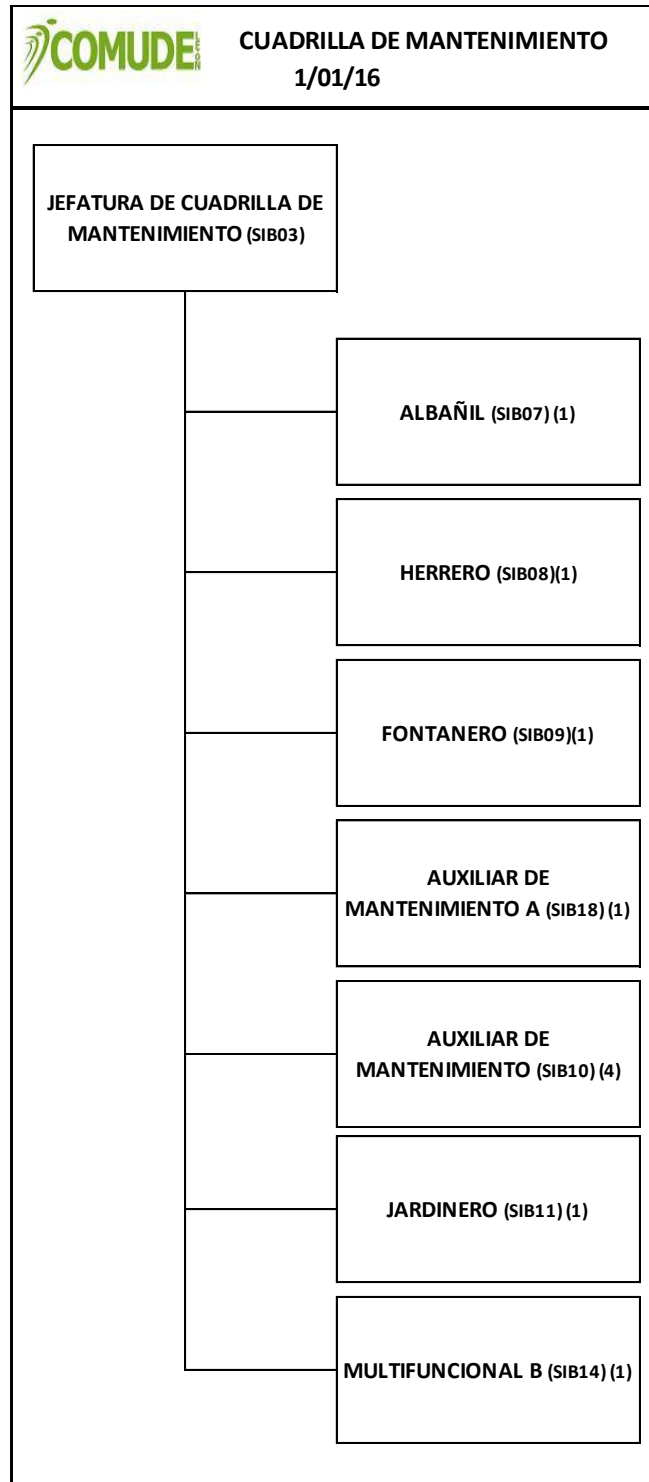 COMUDE LEÓN
CUADRILLA DE MANTENIMIENTO
1/01/16
JEFATURA DE CUADRILLA DE
MANTENIMIENTO (SIB03)
ALBAÑIL (SIB07) (1)
HERRERO (SIB08)(1)
FONTANERO (SIB09)(1)
AUXILIAR DE
MANTENIMIENTO A (SIB18) (1)
AUXILIAR DE
MANTENIMIENTO (SIB10) (4)
JARDINERO (SIB11) (1)
MULTIFUNCIONAL B (SIB14) (1)